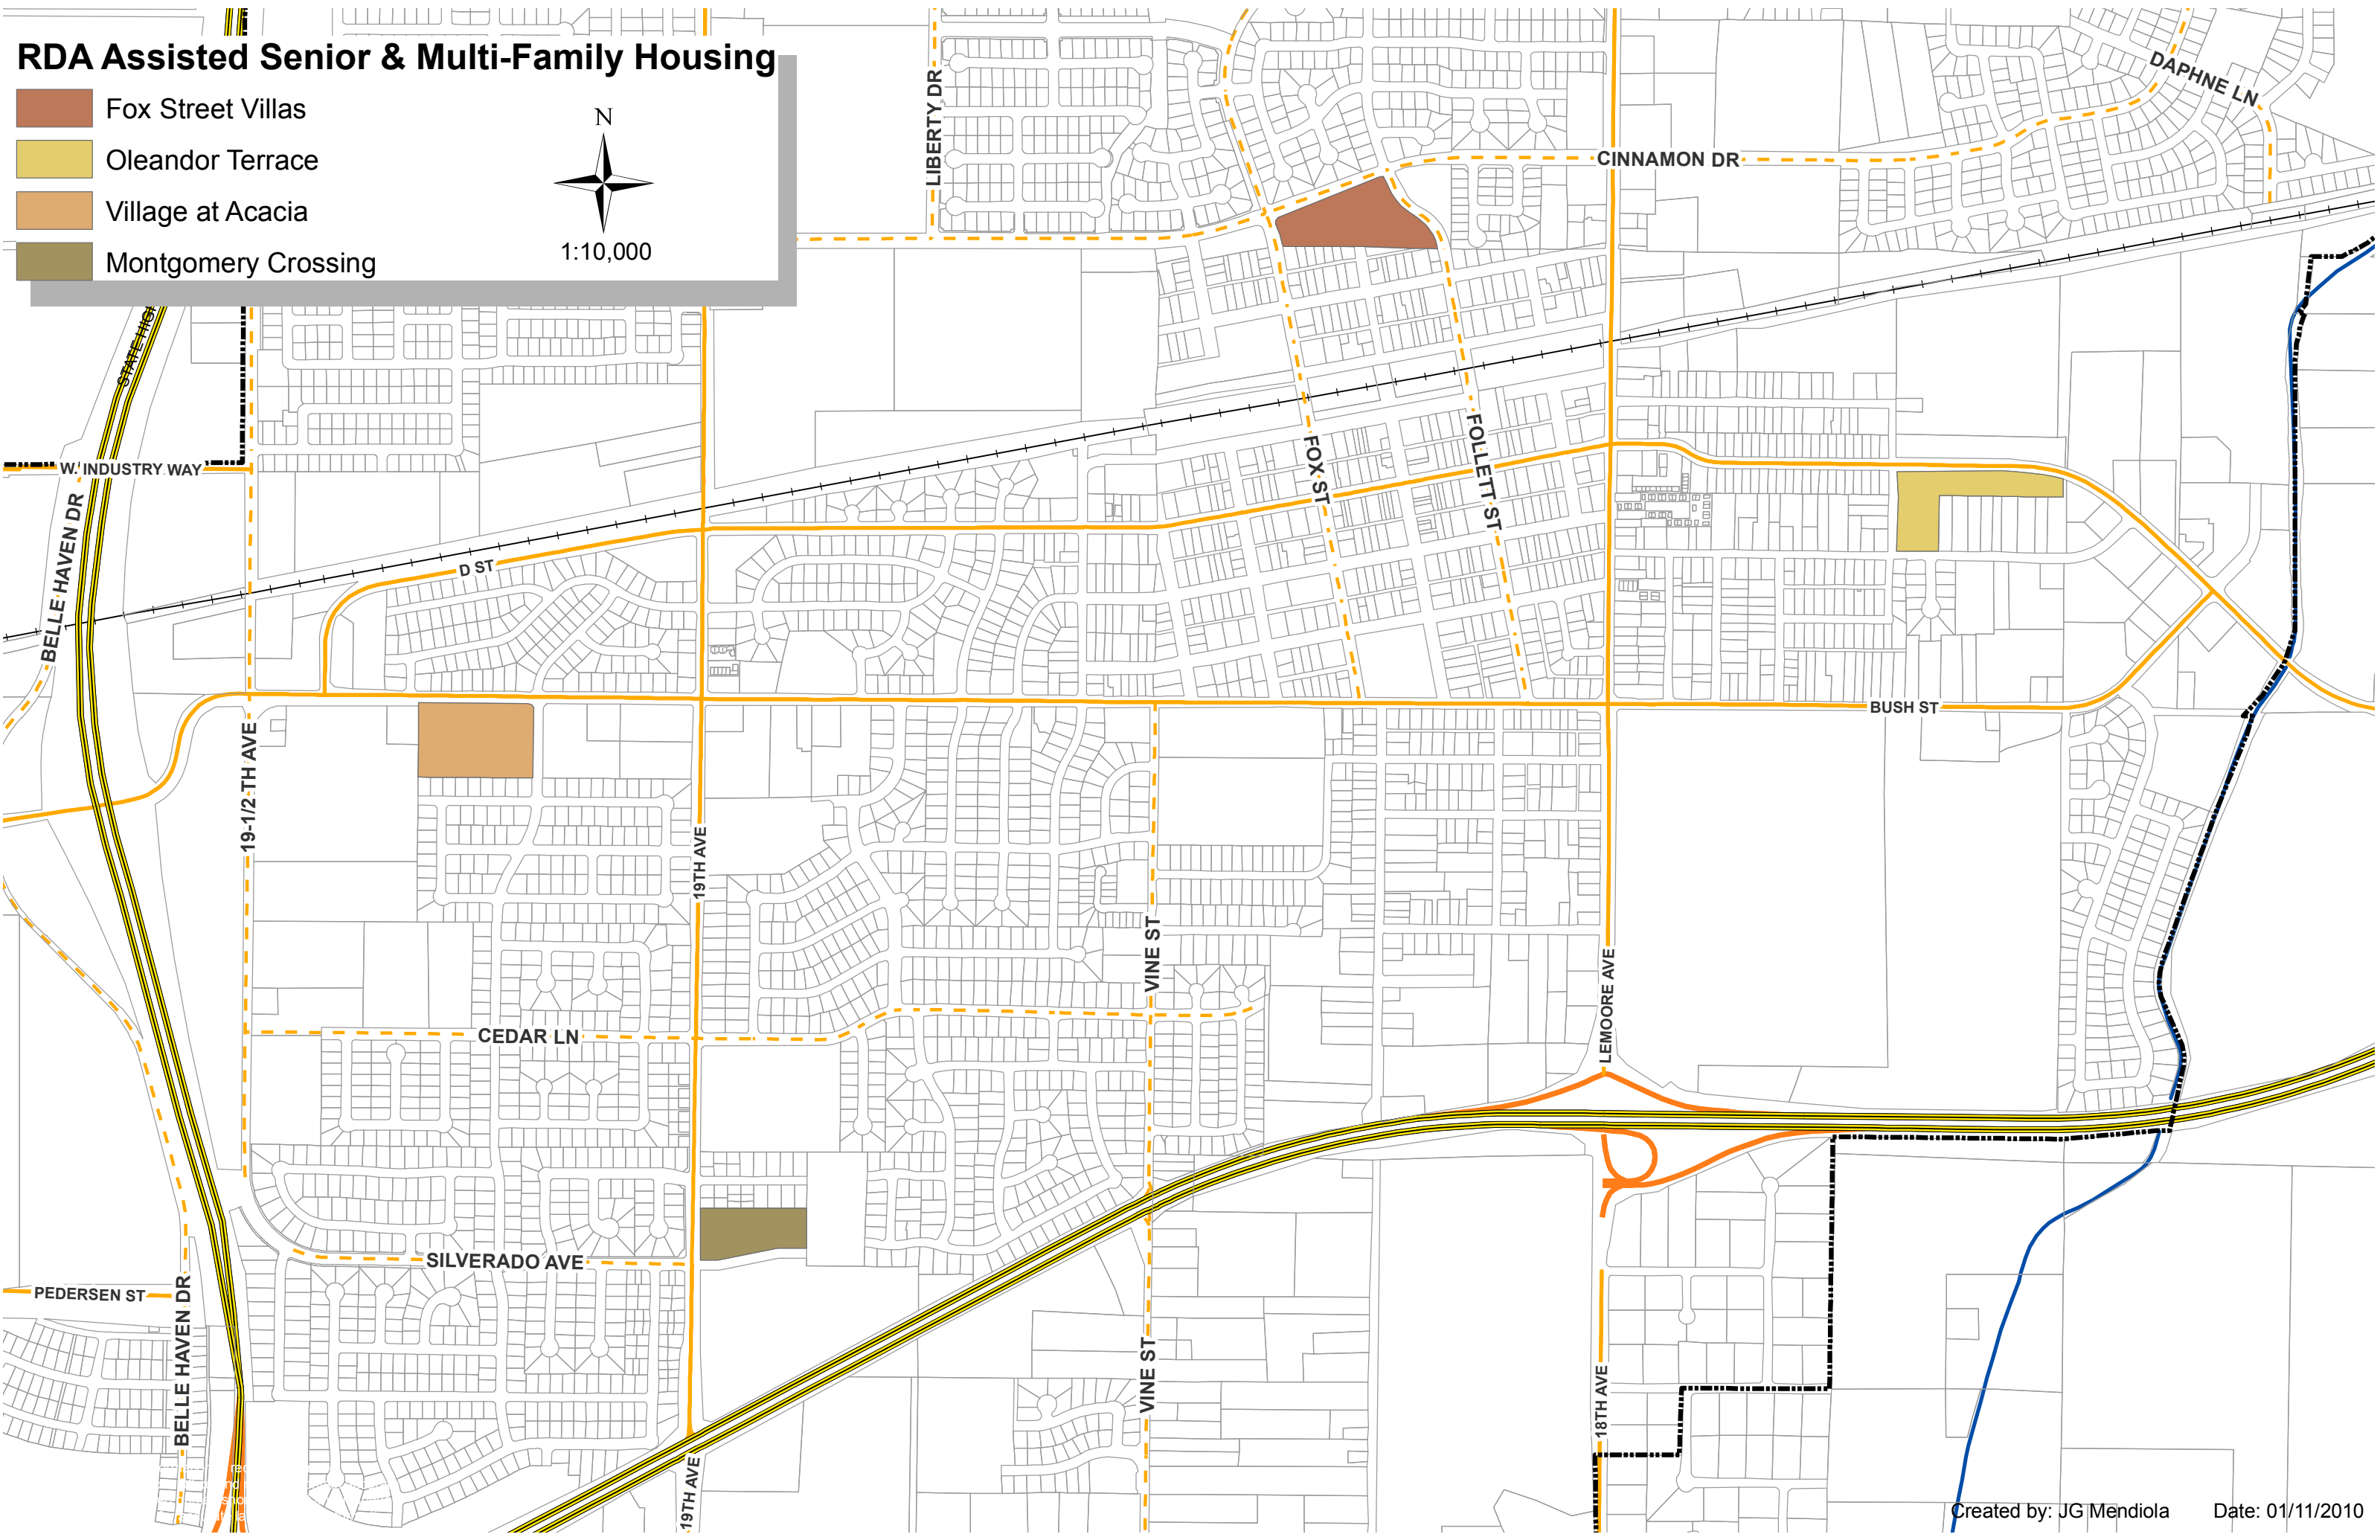 RDA Assisted Senior & Multi-Family Housing
Fox Street Villas
Oleandor Terrace
Village at Acacia
Montgomery Crossing
N
1:10,000
LIBERTY DR
DAPHNE LN
CINNAMON DR
STATE
W. INDUSTRY WAY
BELLE HAVEN DR
FOX ST
FOLLETT ST
D ST
BUSH ST
19-1/2 TH AVE
19TH AVE
VINE ST
LEMOORE AVE
CEDAR LN
SILVERADO AVE
PEDERSEN ST
BELLE HAVEN DR
VINE ST
18TH AVE
19TH AVE
Created by: JG Mendiola Date: 01/11/2010